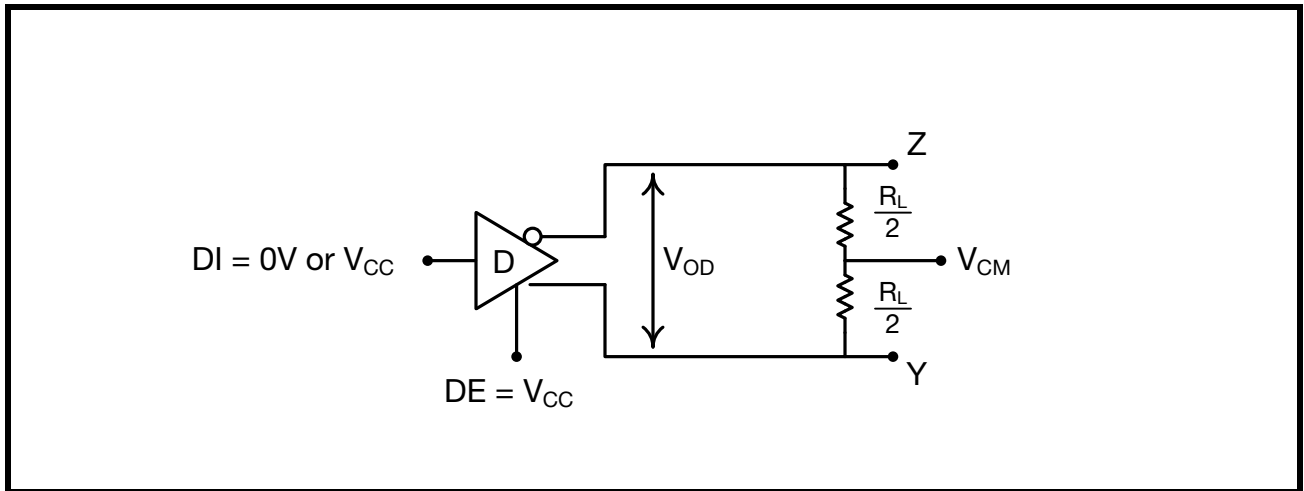 Z
R_L
2
DI = 0V or V_CC
D
V_OD
V_CM
R_L
2
Y
DE = V_CC